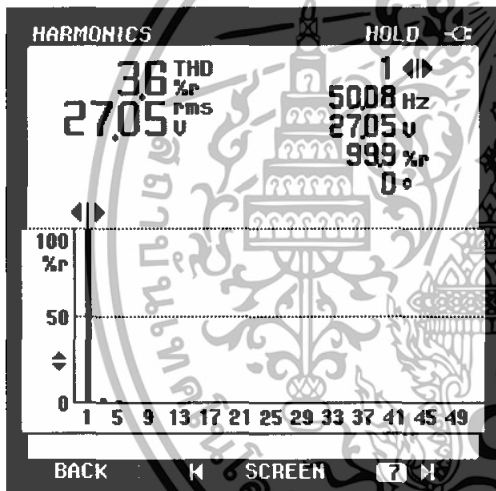 HARMONICS HOLD
3.6 THD %r
27.05 rms V
1
50.08 Hz
27.05 V
99.9 %r
0 °
100
%r
50
0
1 5 9 13 17 21 25 29 33 37 41 45 49
BACK SCREEN 7